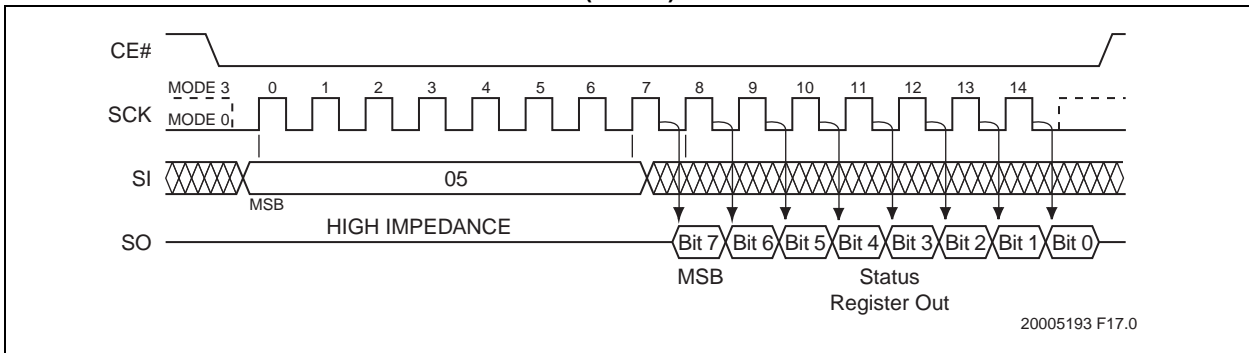 CE#
MODE 3 0 1 2 3 4 5 6 7 8 9 10 11 12 13 14
SCK
MODE 0
SI 05
MSB
HIGH IMPEDANCE
SO Bit 7 Bit 6 Bit 5 Bit 4 Bit 3 Bit 2 Bit 1 Bit 0
MSB Status
Register Out
20005193 F17.0